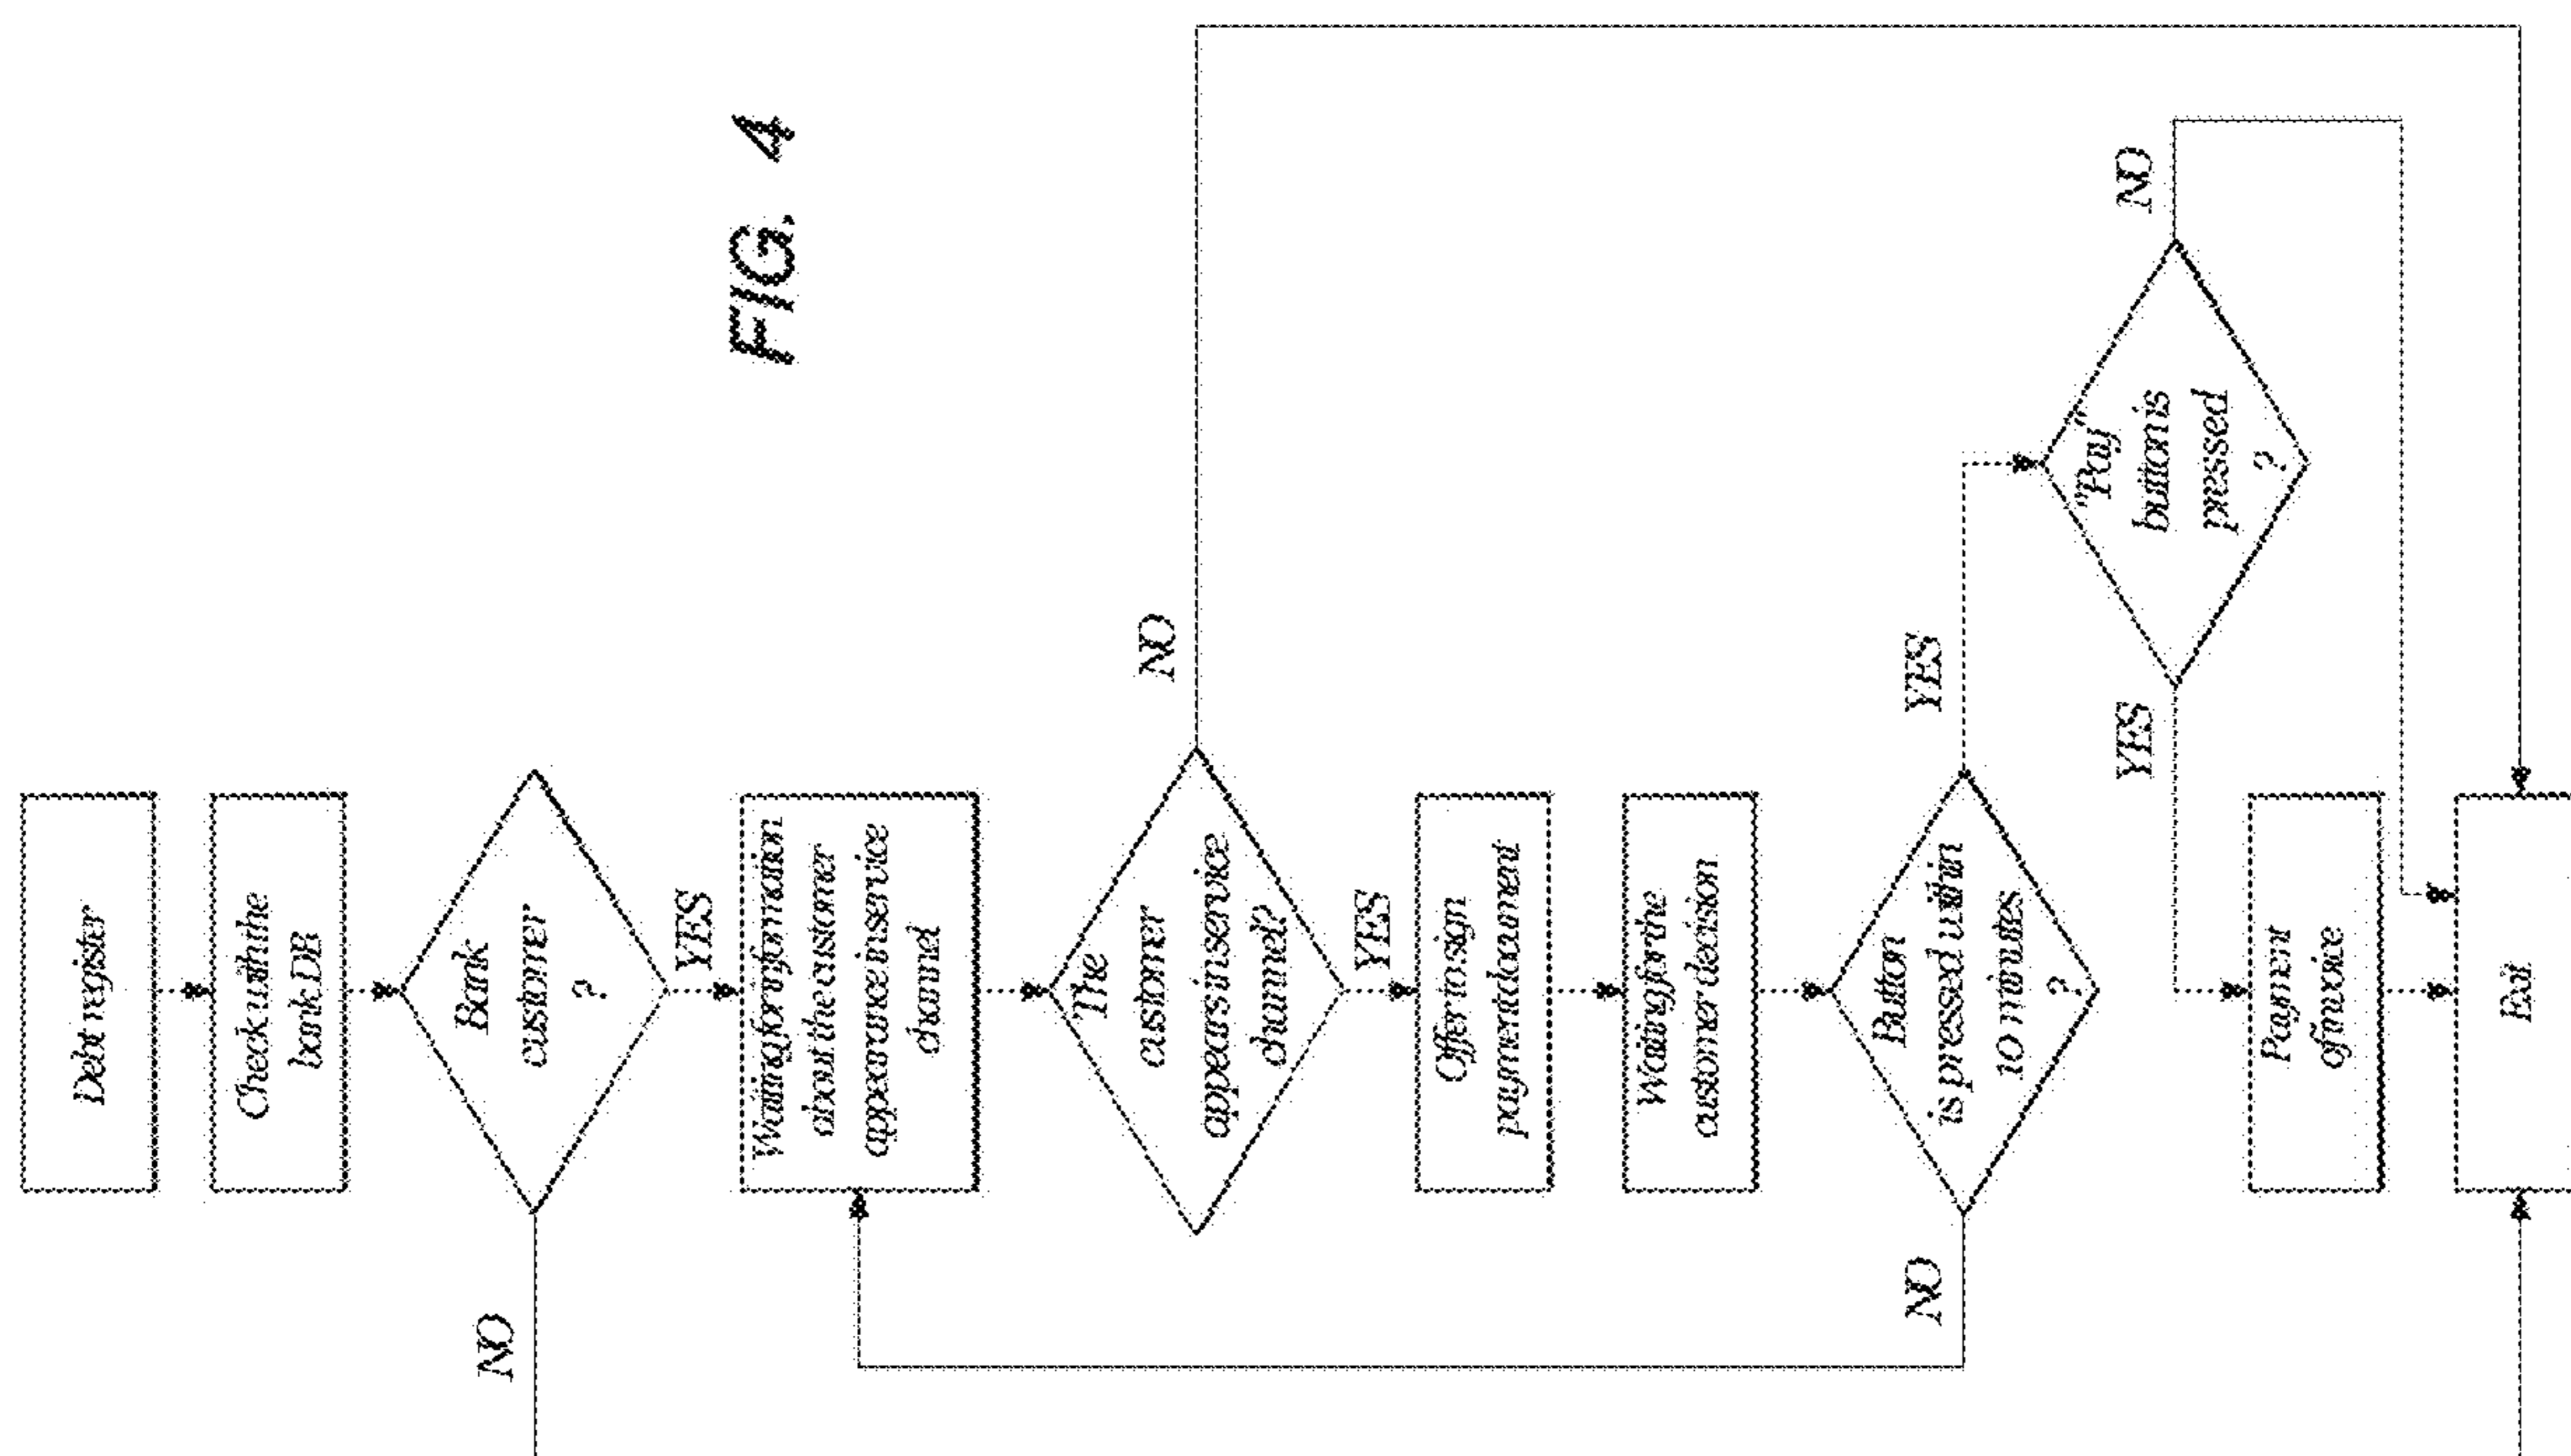 FIG. 4
Debt register
Check with the
bank DB
Bank
customer
?
NO
YES
Waiting for information
about the customer
appearance in service
channel
The
customer
appears in service
channel?
NO
YES
Offer to sign
payment document
Waiting for the
customer decision
Button
is pressed within
10 minutes
?
NO
YES
"Pay"
button is
pressed
?
YES
NO
Payment
of invoice
Exit